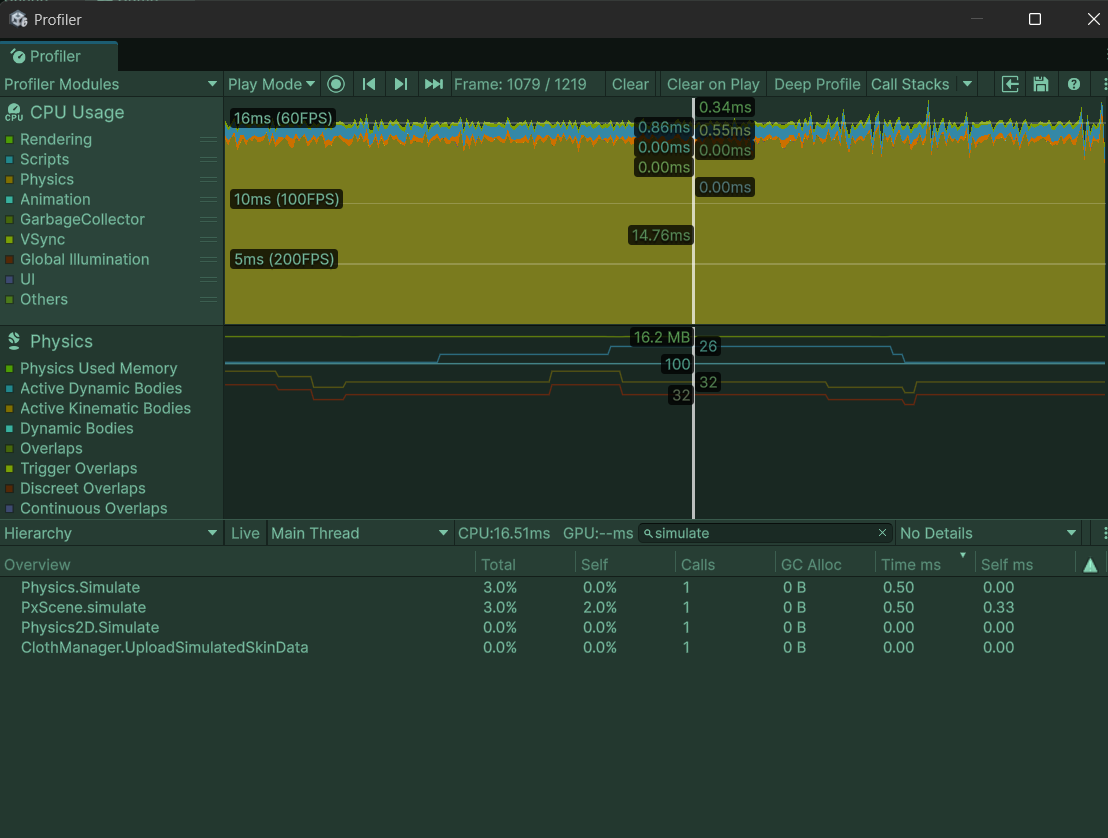 Profiler
Profiler
Profiler Modules Play Mode Frame: 1079 / 1219 Clear Clear on Play Deep Profile Call Stacks
CPU Usage
CPU
Rendering
Scripts
Physics
Animation
GarbageCollector
VSync
Global Illumination
UI
Others
16ms (60FPS)
10ms (100FPS)
5ms (200FPS)
0.34ms
0.86ms
0.55ms
0.00ms
0.00ms
0.00ms
0.00ms
14.76ms
Physics
Physics Used Memory
Active Dynamic Bodies
Active Kinematic Bodies
Dynamic Bodies
Overlaps
Trigger Overlaps
Discreet Overlaps
Continuous Overlaps
16.2 MB
26
100
32
32
Hierarchy Live Main Thread CPU:16.51ms GPU:--ms simulate No Details
Overview Total Self Calls GC Alloc Time ms Self ms
Physics.Simulate 3.0% 0.0% 1 0 B 0.50 0.00
PxScene.simulate 3.0% 2.0% 1 0 B 0.50 0.33
Physics2D.Simulate 0.0% 0.0% 1 0 B 0.00 0.00
ClothManager.UploadSimulatedSkinData 0.0% 0.0% 1 0 B 0.00 0.00